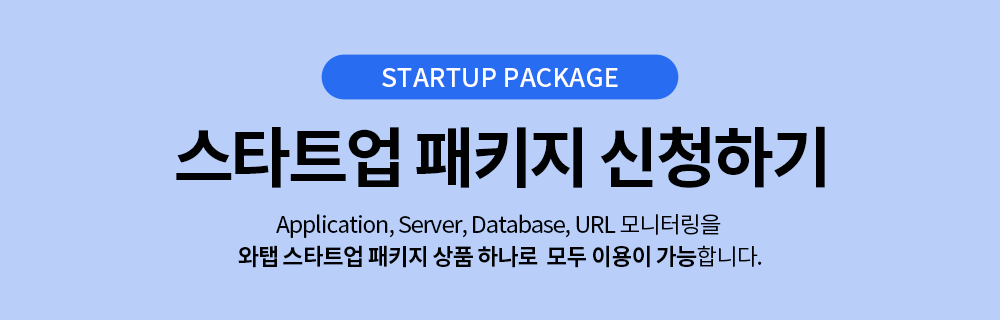 STARTUP PACKAGE
스타트업 패키지 신청하기
Application, Server, Database, URL 모니터링을
와탭 스타트업 패키지 상품 하나로 모두 이용이 가능합니다.